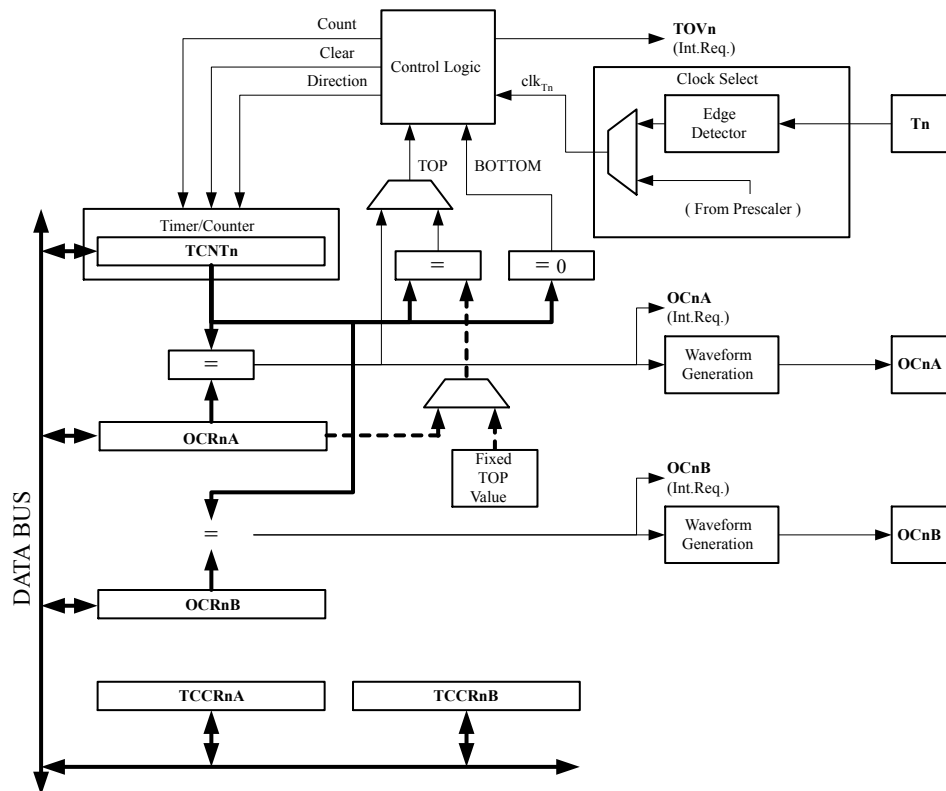 Count
Clear
Direction
Control Logic
TOVn
(Int.Req.)
clkTn
Clock Select
Edge
Detector
Tn
( From Prescaler )
TOP
BOTTOM
Timer/Counter
TCNTn
=
= 0
OCnA
(Int.Req.)
=
Waveform
Generation
OCnA
OCRnA
Fixed
TOP
Value
OCnB
(Int.Req.)
=
Waveform
Generation
OCnB
OCRnB
DATA BUS
TCCRnA
TCCRnB